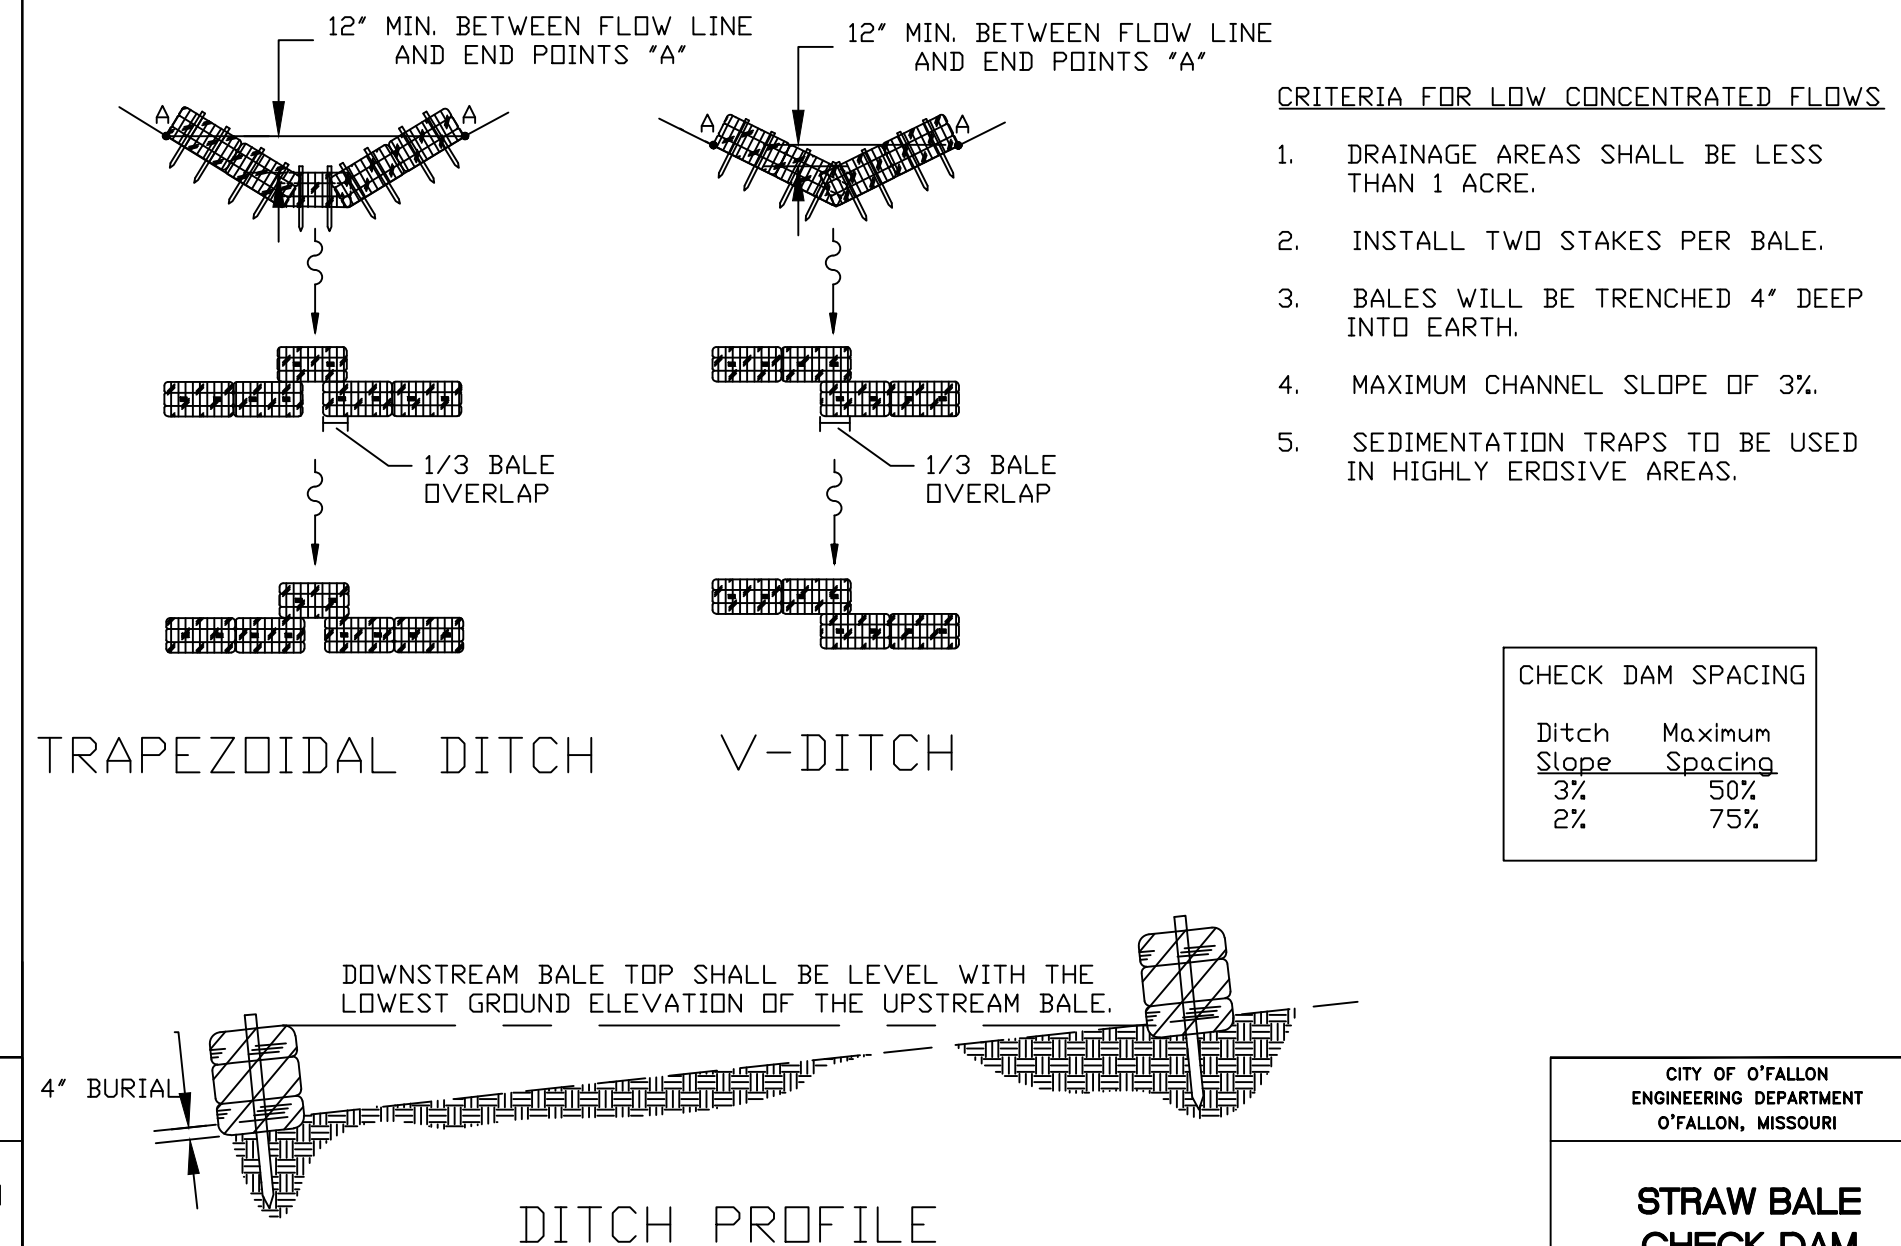 12" MIN. BETWEEN FLOW LINE
AND END POINTS "A"
12" MIN. BETWEEN FLOW LINE
AND END POINTS "A"
A
A
A
A
CRITERIA FOR LOW CONCENTRATED FLOWS
1. DRAINAGE AREAS SHALL BE LESS
THAN 1 ACRE.
2. INSTALL TWO STAKES PER BALE.
3. BALES WILL BE TRENCHED 4" DEEP
INTO EARTH.
4. MAXIMUM CHANNEL SLOPE OF 3%.
5. SEDIMENTATION TRAPS TO BE USED
IN HIGHLY EROSIVE AREAS.
1/3 BALE
OVERLAP
1/3 BALE
OVERLAP
TRAPEZOIDAL DITCH
V-DITCH
CHECK DAM SPACING
Ditch Maximum
Slope Spacing
3% 50%
2% 75%
DOWNSTREAM BALE TOP SHALL BE LEVEL WITH THE
LOWEST GROUND ELEVATION OF THE UPSTREAM BALE.
4" BURIAL
DITCH PROFILE
CITY OF O'FALLON
ENGINEERING DEPARTMENT
O'FALLON, MISSOURI
STRAW BALE
CHECK DAM